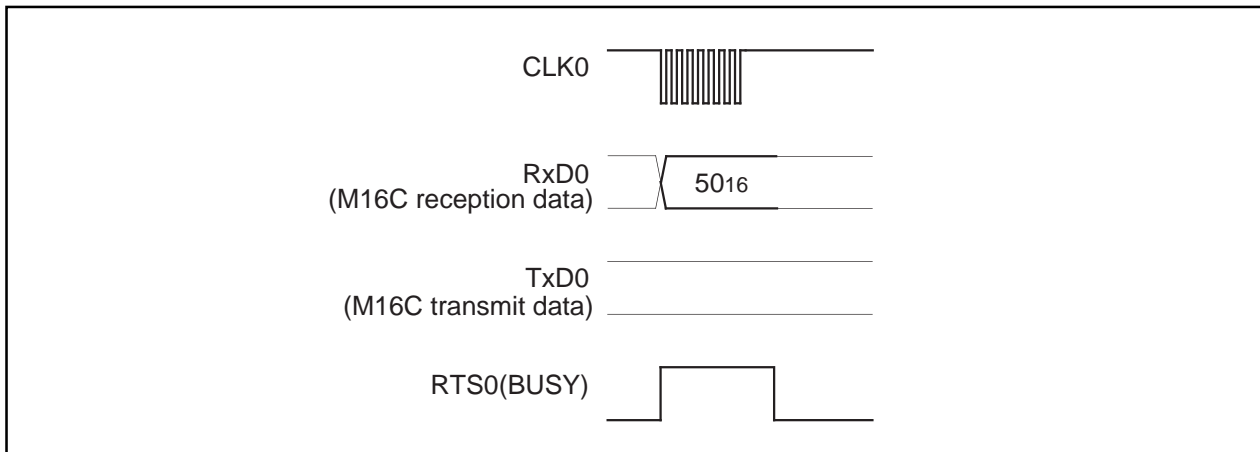 CLK0
RxD0
(M16C reception data)
5016
TxD0
(M16C transmit data)
RTS0(BUSY)